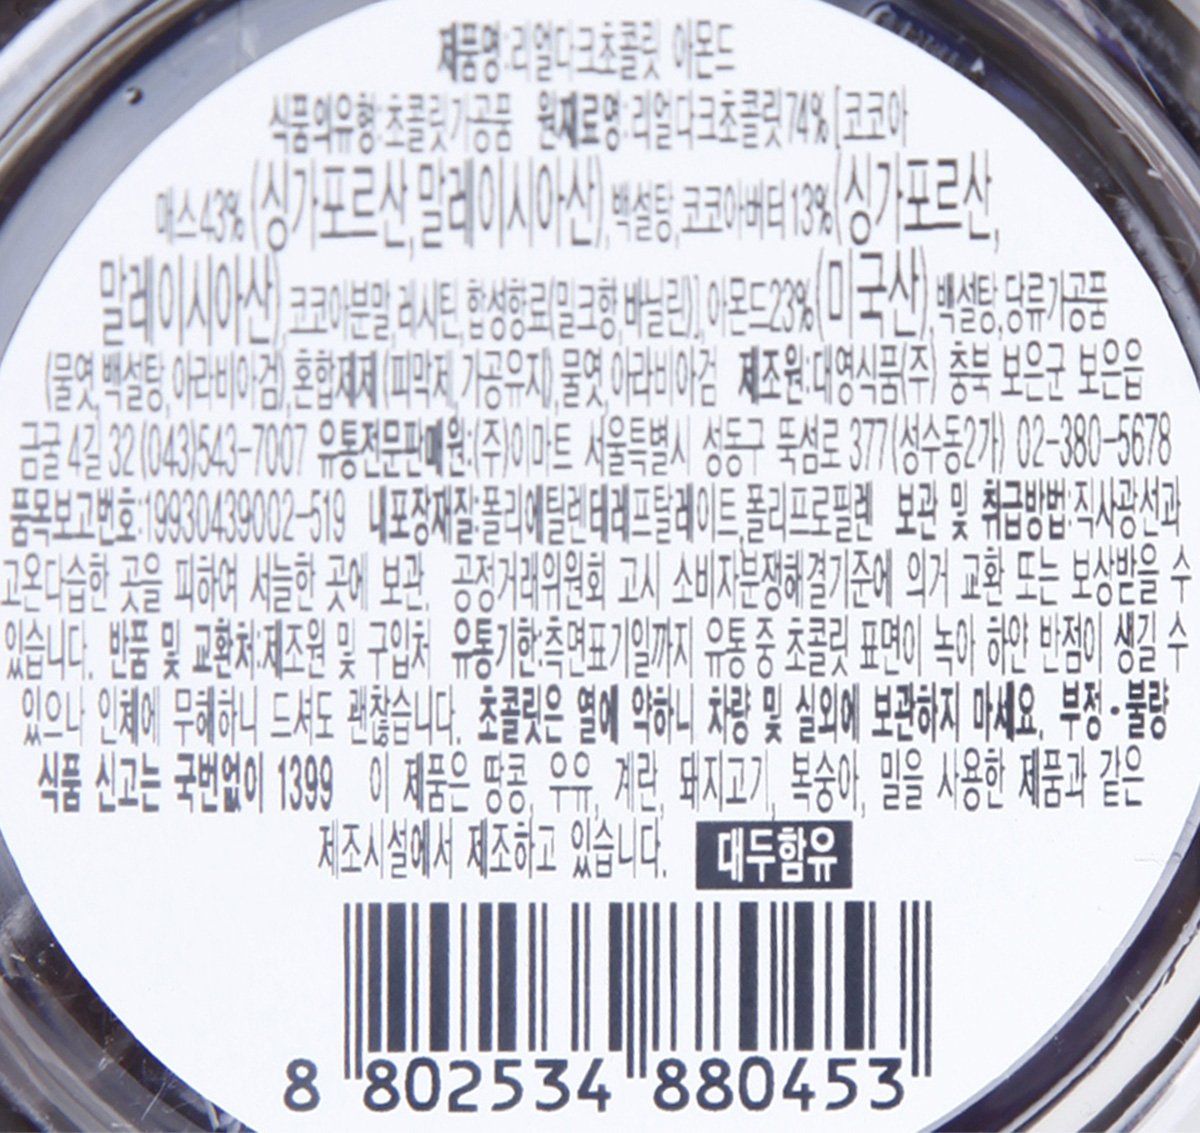 제품명:리얼다크초콜릿 아몬드
식품의유형:초콜릿가공품 원재료명:리얼다크초콜릿74% [코코아
매스43%(싱가포르산,말레이시아산),백설탕,코코아버터13%(싱가포르산,
말레이시아산),코코아분말,레시틴,합성향료(밀크향,바닐린)],아몬드23%(미국산),백설탕,당류가공품
(물엿,백설탕,아라비아검),혼합제제(피막제,가공유지),물엿,아라비아검 제조원:대영식품(주) 충북 보은군 보은읍
금굴4길 32(043)543-7007 유통전문판매원:(주)이마트 서울특별시 성동구 뚝섬로 377(성수동2가) 02-380-5678
품목보고번호:19930439002-519 내포장재질:폴리에틸렌테레프탈레이트,폴리프로필렌 보관 및 취급방법:직사광선과
고온다습한 곳을 피하여 서늘한 곳에 보관. 공정거래위원회 고시 소비자분쟁해결기준에 의거 교환 또는 보상받을 수
있습니다. 반품 및 교환처:제조원 및 구입처 유통기한:측면표기일까지 유통 중 초콜릿 표면이 녹아 하얀 반점이 생길 수
있으나 인체에 무해하니 드셔도 괜찮습니다. 초콜릿은 열에 약하니 차량 및 실외에 보관하지 마세요. 부정·불량
식품 신고는 국번없이 1399 이 제품은 땅콩, 우유, 계란, 돼지고기, 복숭아, 밀을 사용한 제품과 같은
제조시설에서 제조하고 있습니다. 대두함유
8 802534 880453